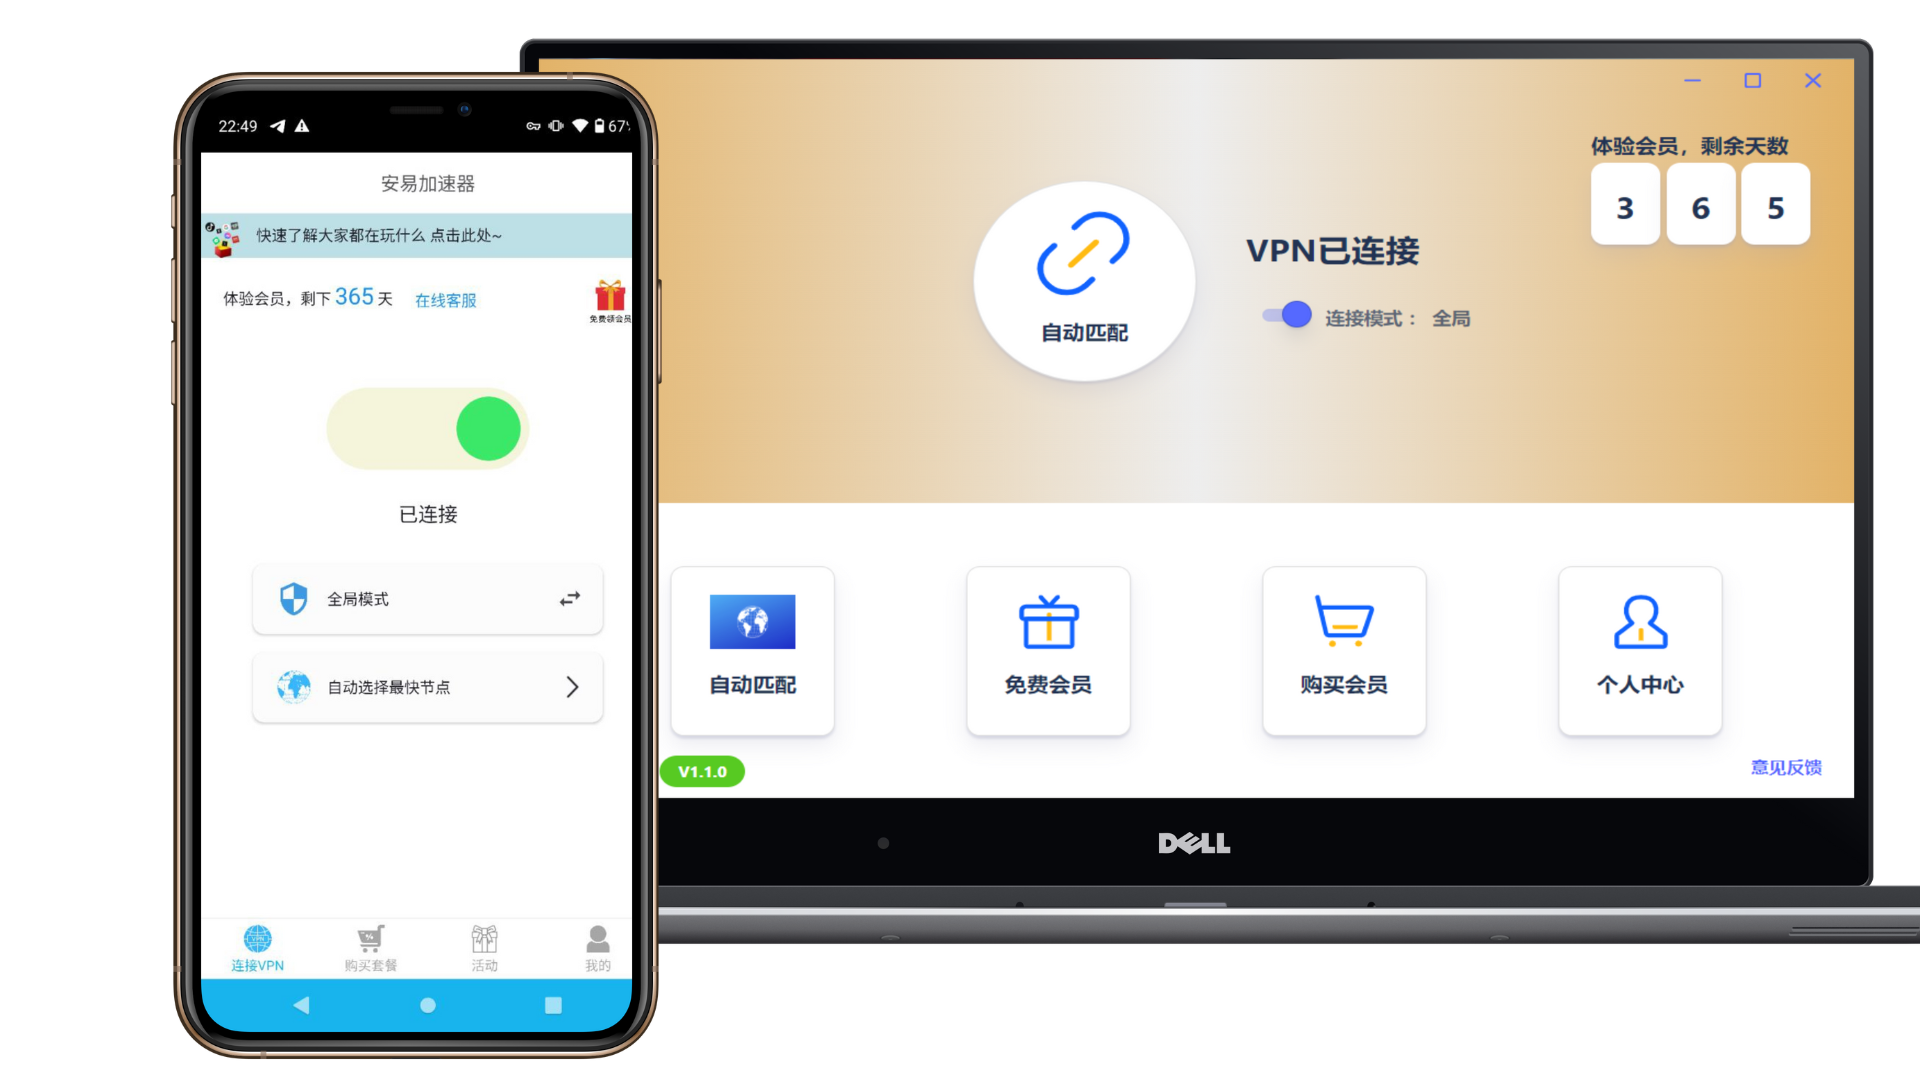 22:49
67%
安易加速器
快速了解大家都在玩什么 点击此处~
体验会员，剩下 365 天 在线客服
免费领会员
已连接
全局模式
自动选择最快节点
连接VPN
购买套餐
活动
我的
体验会员，剩余天数
3 6 5
自动匹配
VPN已连接
连接模式： 全局
自动匹配
免费会员
购买会员
个人中心
V1.1.0
意见反馈
DELL